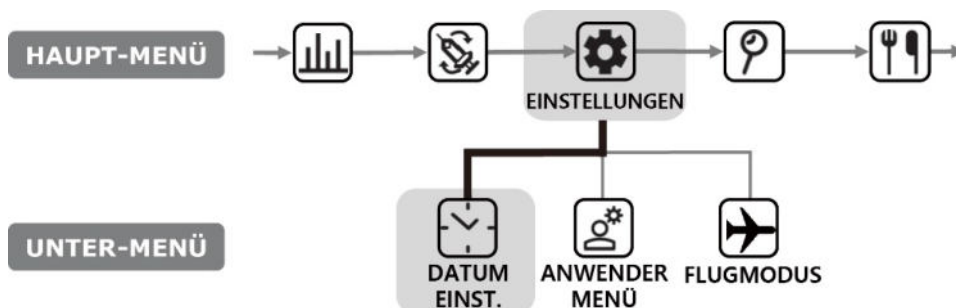 HAUPT-MENÜ
EINSTELLUNGEN
UNTER-MENÜ
DATUM
EINST.
ANWENDER
MENÜ
FLUGMODUS